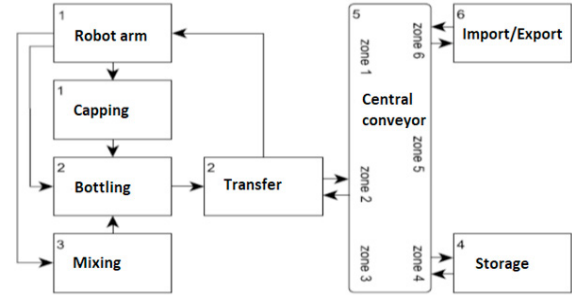 1
Robot arm
1
Capping
2
Bottling
3
Mixing
2
Transfer
5
zone 1
zone 6
Central
conveyor
zone 5
zone 2
zone 3
zone 4
6
Import/Export
4
Storage